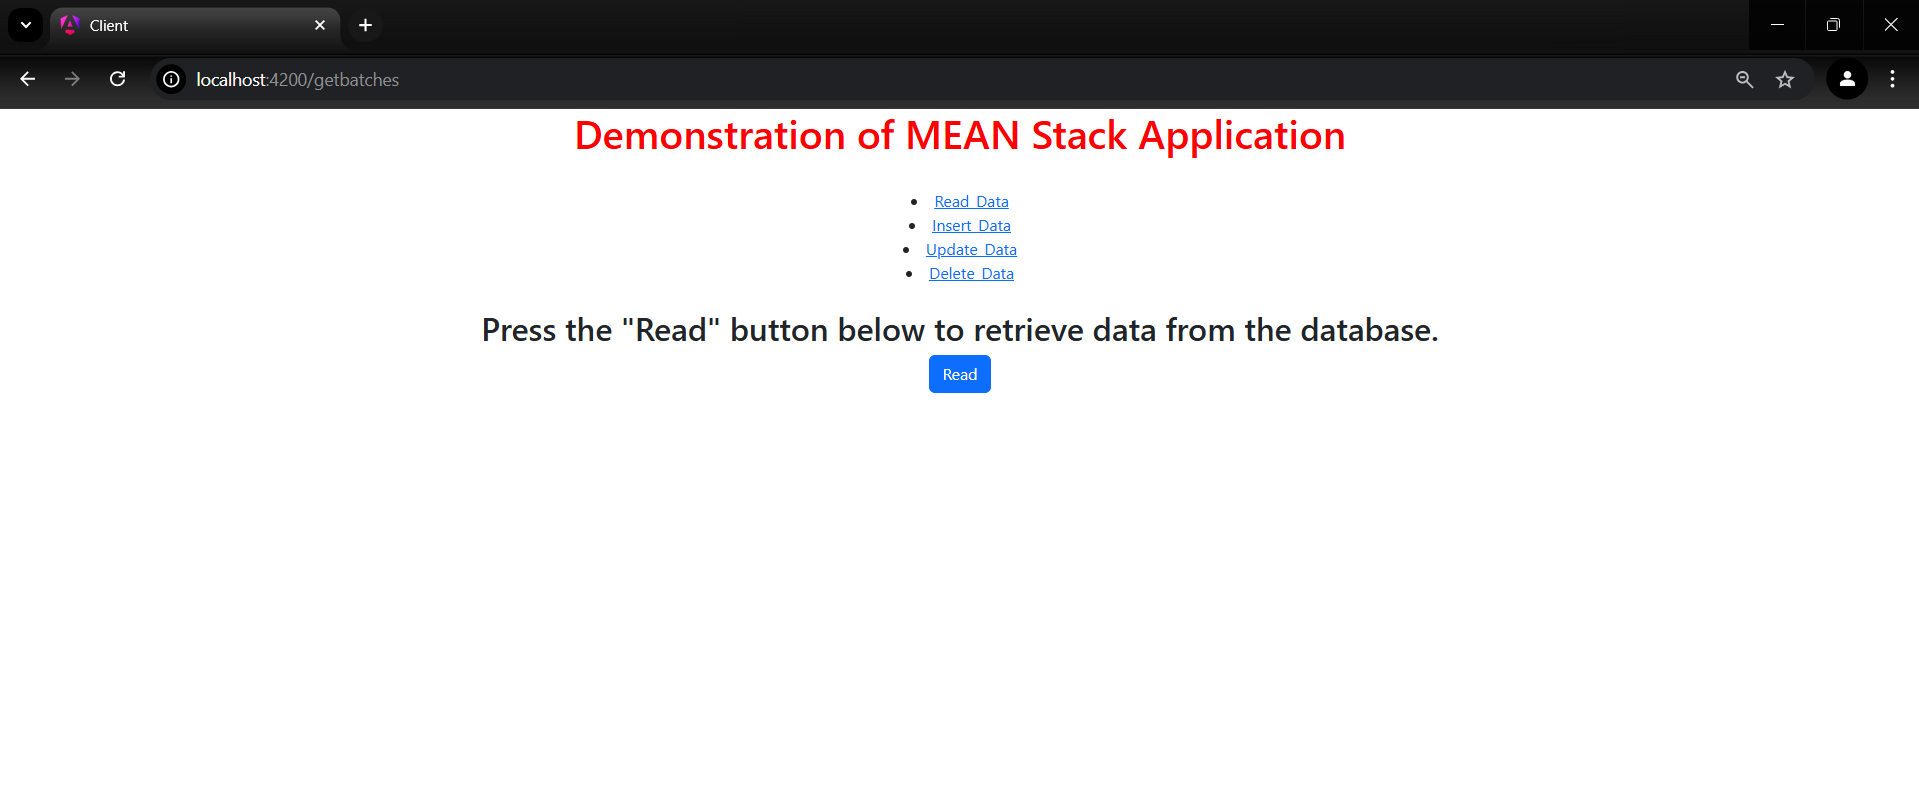 Client
localhost:4200/getbatches
Demonstration of MEAN Stack Application
Read Data
Insert Data
Update Data
Delete Data
Press the "Read" button below to retrieve data from the database.
Read